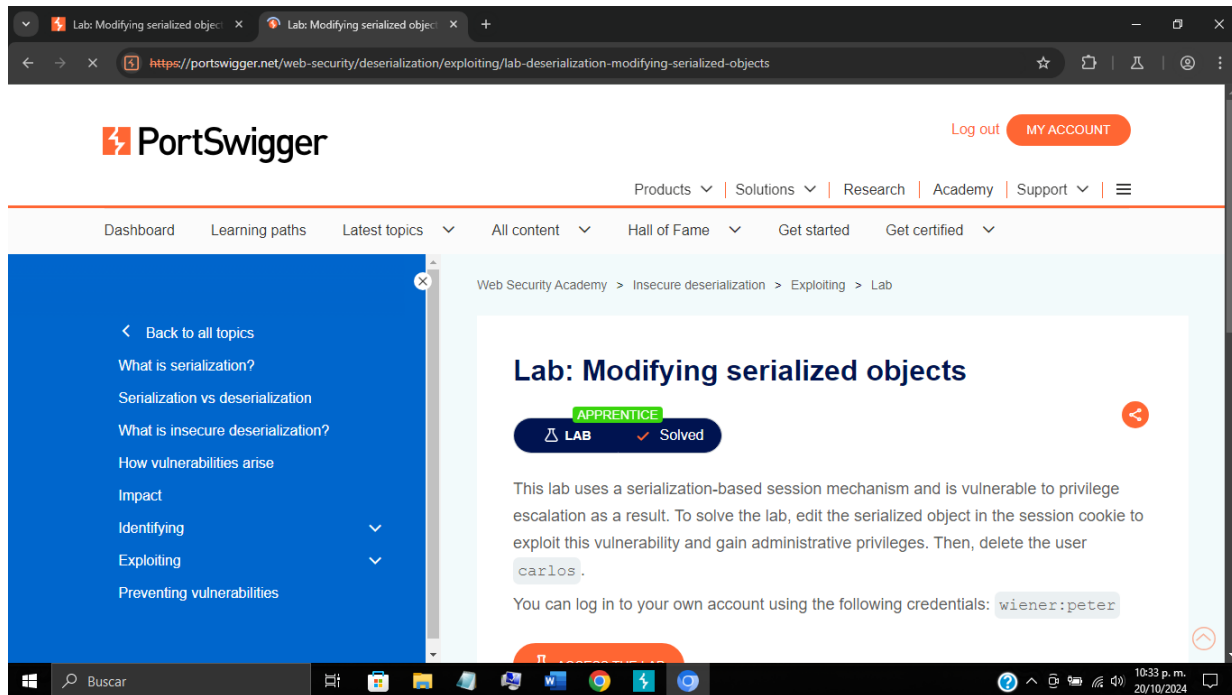 Lab: Modifying serialized objec
Lab: Modifying serialized objec
https://portswigger.net/web-security/deserialization/exploiting/lab-deserialization-modifying-serialized-objects
PortSwigger
Log out
MY ACCOUNT
Products
Solutions
Research
Academy
Support
Dashboard
Learning paths
Latest topics
All content
Hall of Fame
Get started
Get certified
Back to all topics
What is serialization?
Serialization vs deserialization
What is insecure deserialization?
How vulnerabilities arise
Impact
Identifying
Exploiting
Preventing vulnerabilities
Web Security Academy > Insecure deserialization > Exploiting > Lab
Lab: Modifying serialized objects
APPRENTICE
LAB
Solved
This lab uses a serialization-based session mechanism and is vulnerable to privilege
escalation as a result. To solve the lab, edit the serialized object in the session cookie to
exploit this vulnerability and gain administrative privileges. Then, delete the user
carlos.
You can log in to your own account using the following credentials: wiener:peter
ACCESS THE LAB
Buscar
10:33 p. m.
20/10/2024